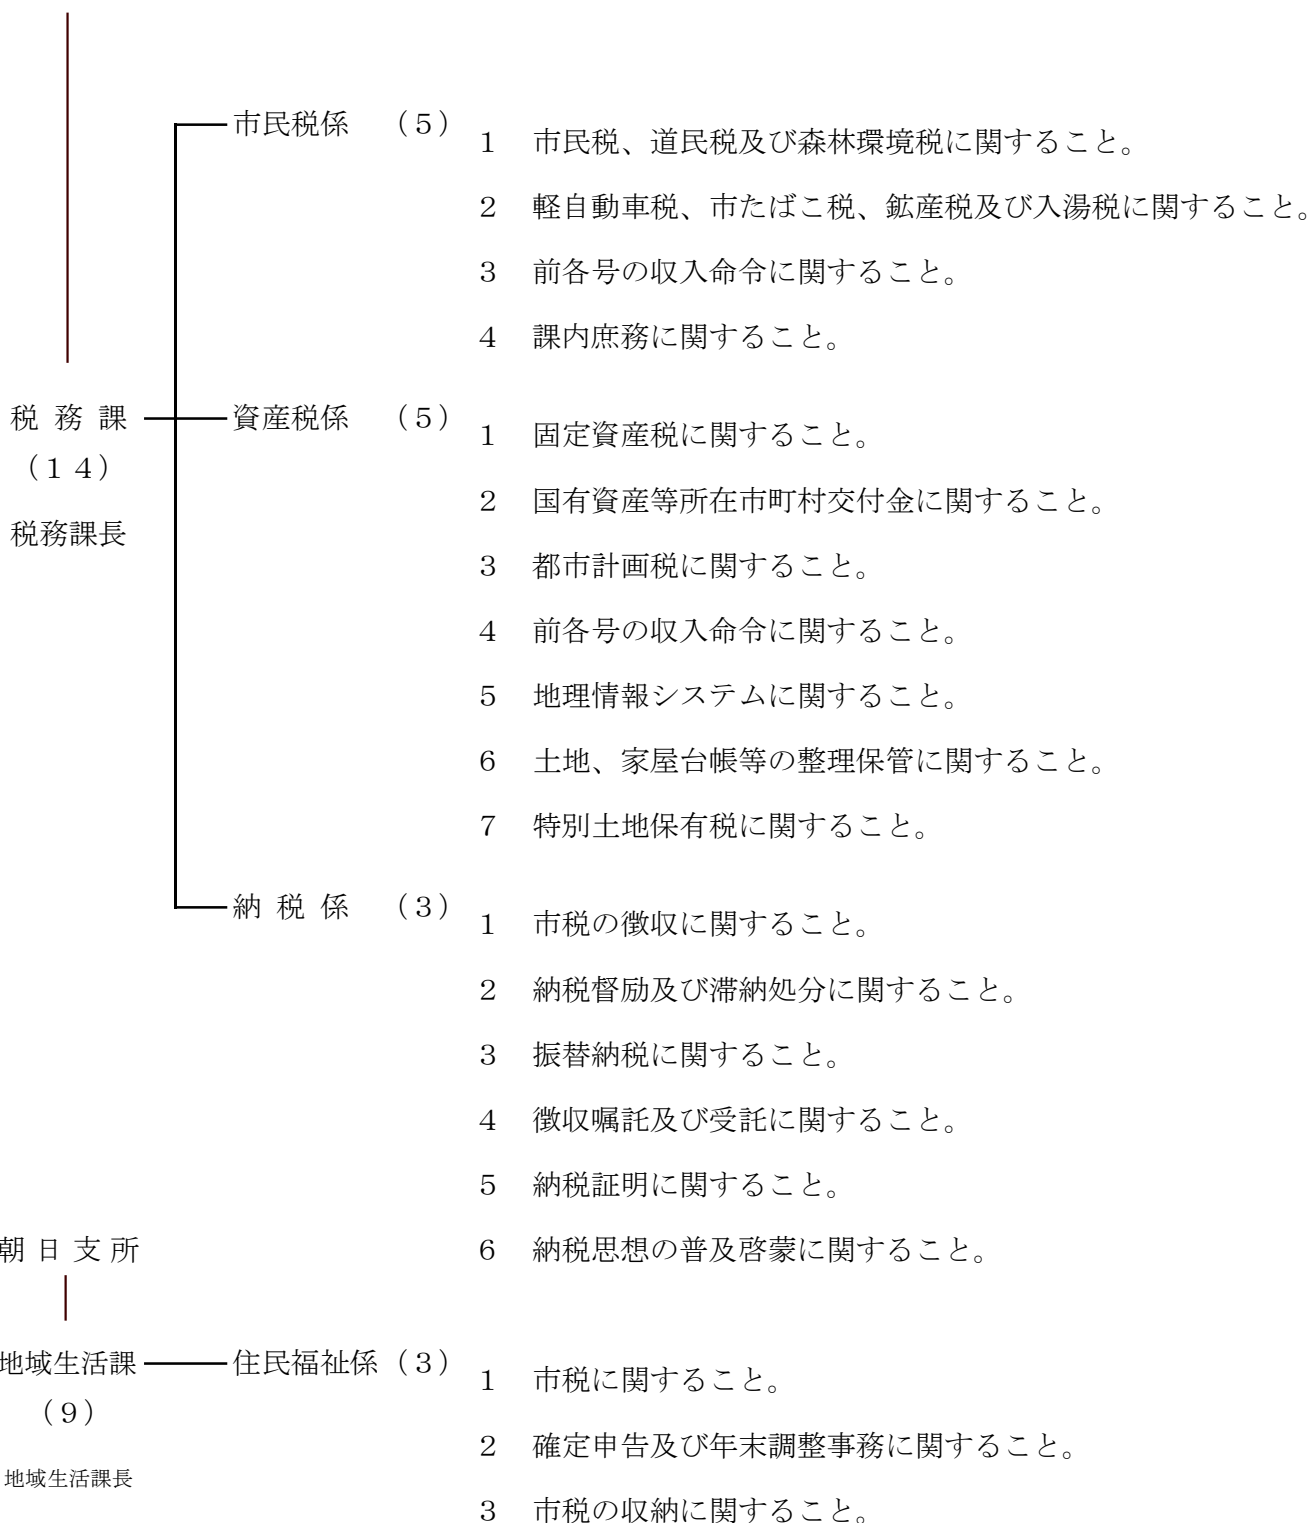 市民税係　（５）
１　市民税、道民税及び森林環境税に関すること。
２　軽自動車税、市たばこ税、鉱産税及び入湯税に関すること。
３　前各号の収入命令に関すること。
４　課内庶務に関すること。
税 務 課
（１４）
税務課長
資産税係　（５）
１　固定資産税に関すること。
２　国有資産等所在市町村交付金に関すること。
３　都市計画税に関すること。
４　前各号の収入命令に関すること。
５　地理情報システムに関すること。
６　土地、家屋台帳等の整理保管に関すること。
７　特別土地保有税に関すること。
納 税 係　（３）
１　市税の徴収に関すること。
２　納税督励及び滞納処分に関すること。
３　振替納税に関すること。
４　徴収嘱託及び受託に関すること。
５　納税証明に関すること。
６　納税思想の普及啓蒙に関すること。
朝 日 支 所
地域生活課
（９）
地域生活課長
住民福祉係（３）
１　市税に関すること。
２　確定申告及び年末調整事務に関すること。
３　市税の収納に関すること。